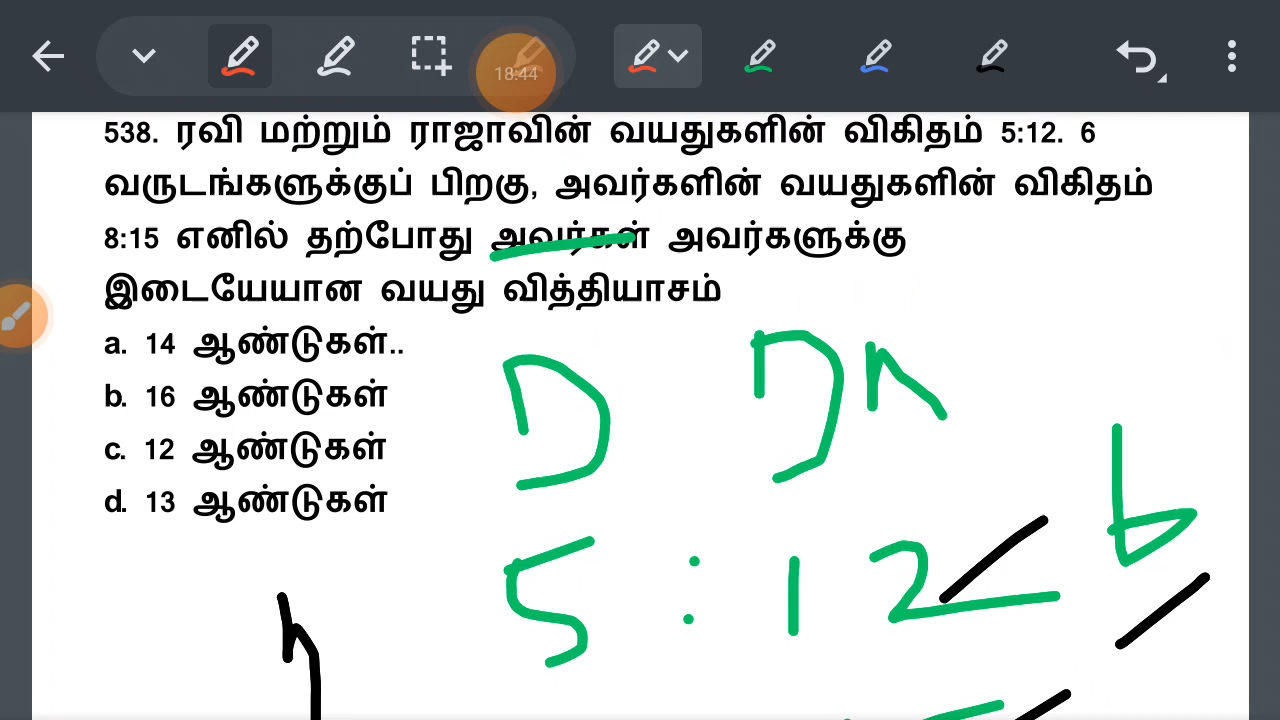 18:44
538. ரவி மற்றும் ராஜாவின் வயதுகளின் விகிதம் 5:12. 6
வருடங்களுக்குப் பிறகு, அவர்களின் வயதுகளின் விகிதம்
8:15 எனில் தற்போது அவர்கள் அவர்களுக்கு
இடையேயான வயது வித்தியாசம்
a. 14 ஆண்டுகள்..
b. 16 ஆண்டுகள்
c. 12 ஆண்டுகள்
d. 13 ஆண்டுகள்
5 : 12